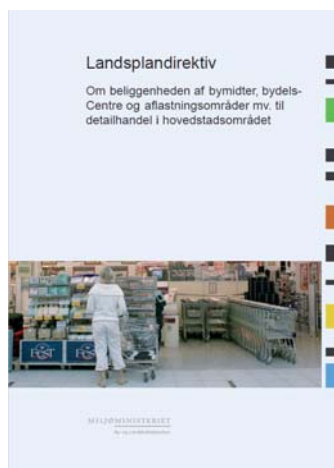 Landsplandirektiv
Om beliggenheden af bymidter, bydels-
Centre og aflastningsområder mv. til
detailhandel i hovedstadsområdet
MILJØMINISTERIET